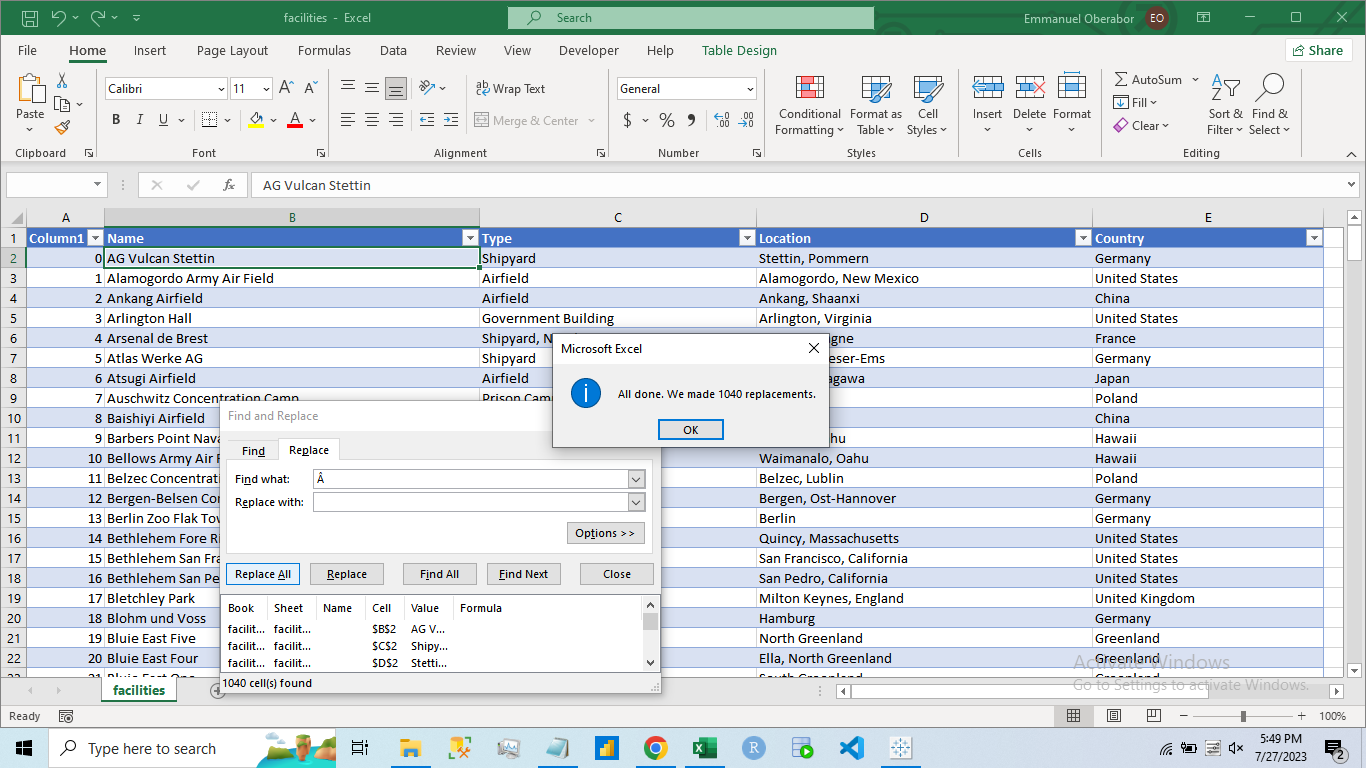 facilities - Excel
Search
Emmanuel Oberabor EO
File Home Insert Page Layout Formulas Data Review View Developer Help Table Design Share
Paste
Calibri 11 A A
B I U A
ab Wrap Text
Merge & Center
General
$ % 9
Conditional Formatting
Format as Table
Cell Styles
Insert Delete Format
AutoSum
Fill
Clear
Sort & Filter
Find & Select
Clipboard Font Alignment Number Styles Cells Editing
fx AG Vulcan Stettin
A B C D E
1 Column1 Name Type Location Country
2 0 AG Vulcan Stettin Shipyard Stettin, Pommern Germany
3 1 Alamogordo Army Air Field Airfield Alamogordo, New Mexico United States
4 2 Ankang Airfield Airfield Ankang, Shaanxi China
5 3 Arlington Hall Government Building Arlington, Virginia United States
6 4 Arsenal de Brest Shipyard, gne France
7 5 Atlas Werke AG Shipyard eser-Ems Germany
8 6 Atsugi Airfield Airfield agawa Japan
9 7 Auschwitz Concentration Camp Prison Camp Poland
10 8 Baishiyi Airfield China
11 9 Barbers Point Nava hu Hawaii
12 10 Bellows Army Air F Waimanalo, Oahu Hawaii
13 11 Belzec Concentrati Belzec, Lublin Poland
14 12 Bergen-Belsen Con Bergen, Ost-Hannover Germany
15 13 Berlin Zoo Flak Tow Berlin Germany
16 14 Bethlehem Fore Ri Quincy, Massachusetts United States
17 15 Bethlehem San Fra San Francisco, California United States
18 16 Bethlehem San Pe San Pedro, California United States
19 17 Bletchley Park Milton Keynes, England United Kingdom
20 18 Blohm und Voss Hamburg Germany
21 19 Bluie East Five North Greenland Greenland
22 20 Bluie East Four Ella, North Greenland Greenland
21 Bluie East One South Greenland Greenland
Microsoft Excel
All done. We made 1040 replacements.
OK
Find and Replace
Find Replace
Find what: Â
Replace with:
Options >>
Replace All Replace Find All Find Next Close
Book Sheet Name Cell Value Formula
facilit... facilit... $B$2 AG V...
facilit... facilit... $C$2 Shipy...
facilit... facilit... $D$2 Stetti...
1040 cell(s) found
Activate Windows
Go to Settings to activate Windows.
facilities
Ready 100%
Type here to search
R
5:49 PM
7/27/2023
2